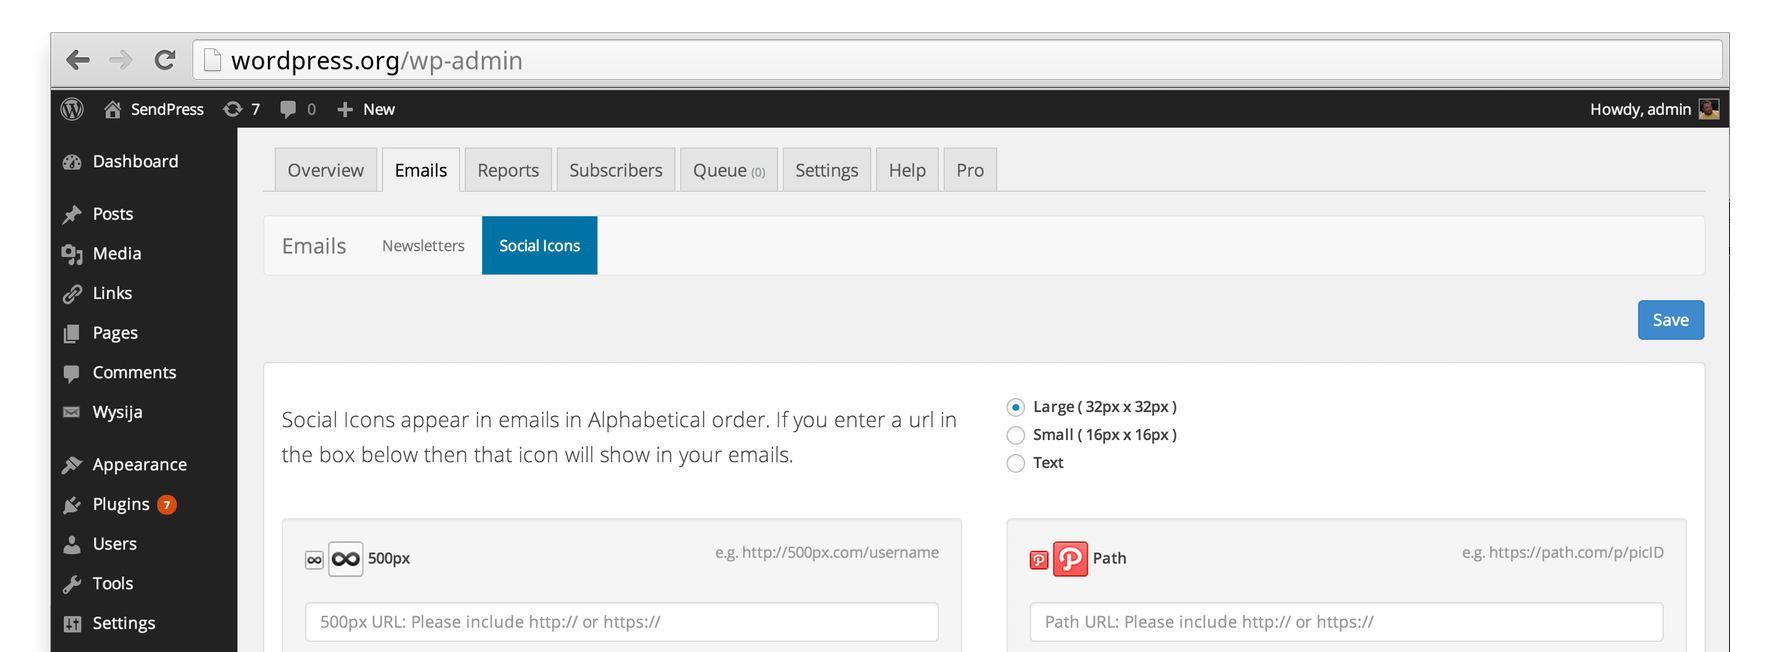 wordpress.org/wp-admin
SendPress 7 0 New Howdy, admin
Dashboard
Posts
Media
Links
Pages
Comments
Wysija
Appearance
Plugins 7
Users
Tools
Settings
Overview Emails Reports Subscribers Queue (0) Settings Help Pro
Emails Newsletters Social Icons
Save
Social Icons appear in emails in Alphabetical order. If you enter a url in
the box below then that icon will show in your emails.
Large ( 32px x 32px )
Small ( 16px x 16px )
Text
500px e.g. http://500px.com/username
500px URL: Please include http:// or https://
Path e.g. https://path.com/p/picID
Path URL: Please include http:// or https://